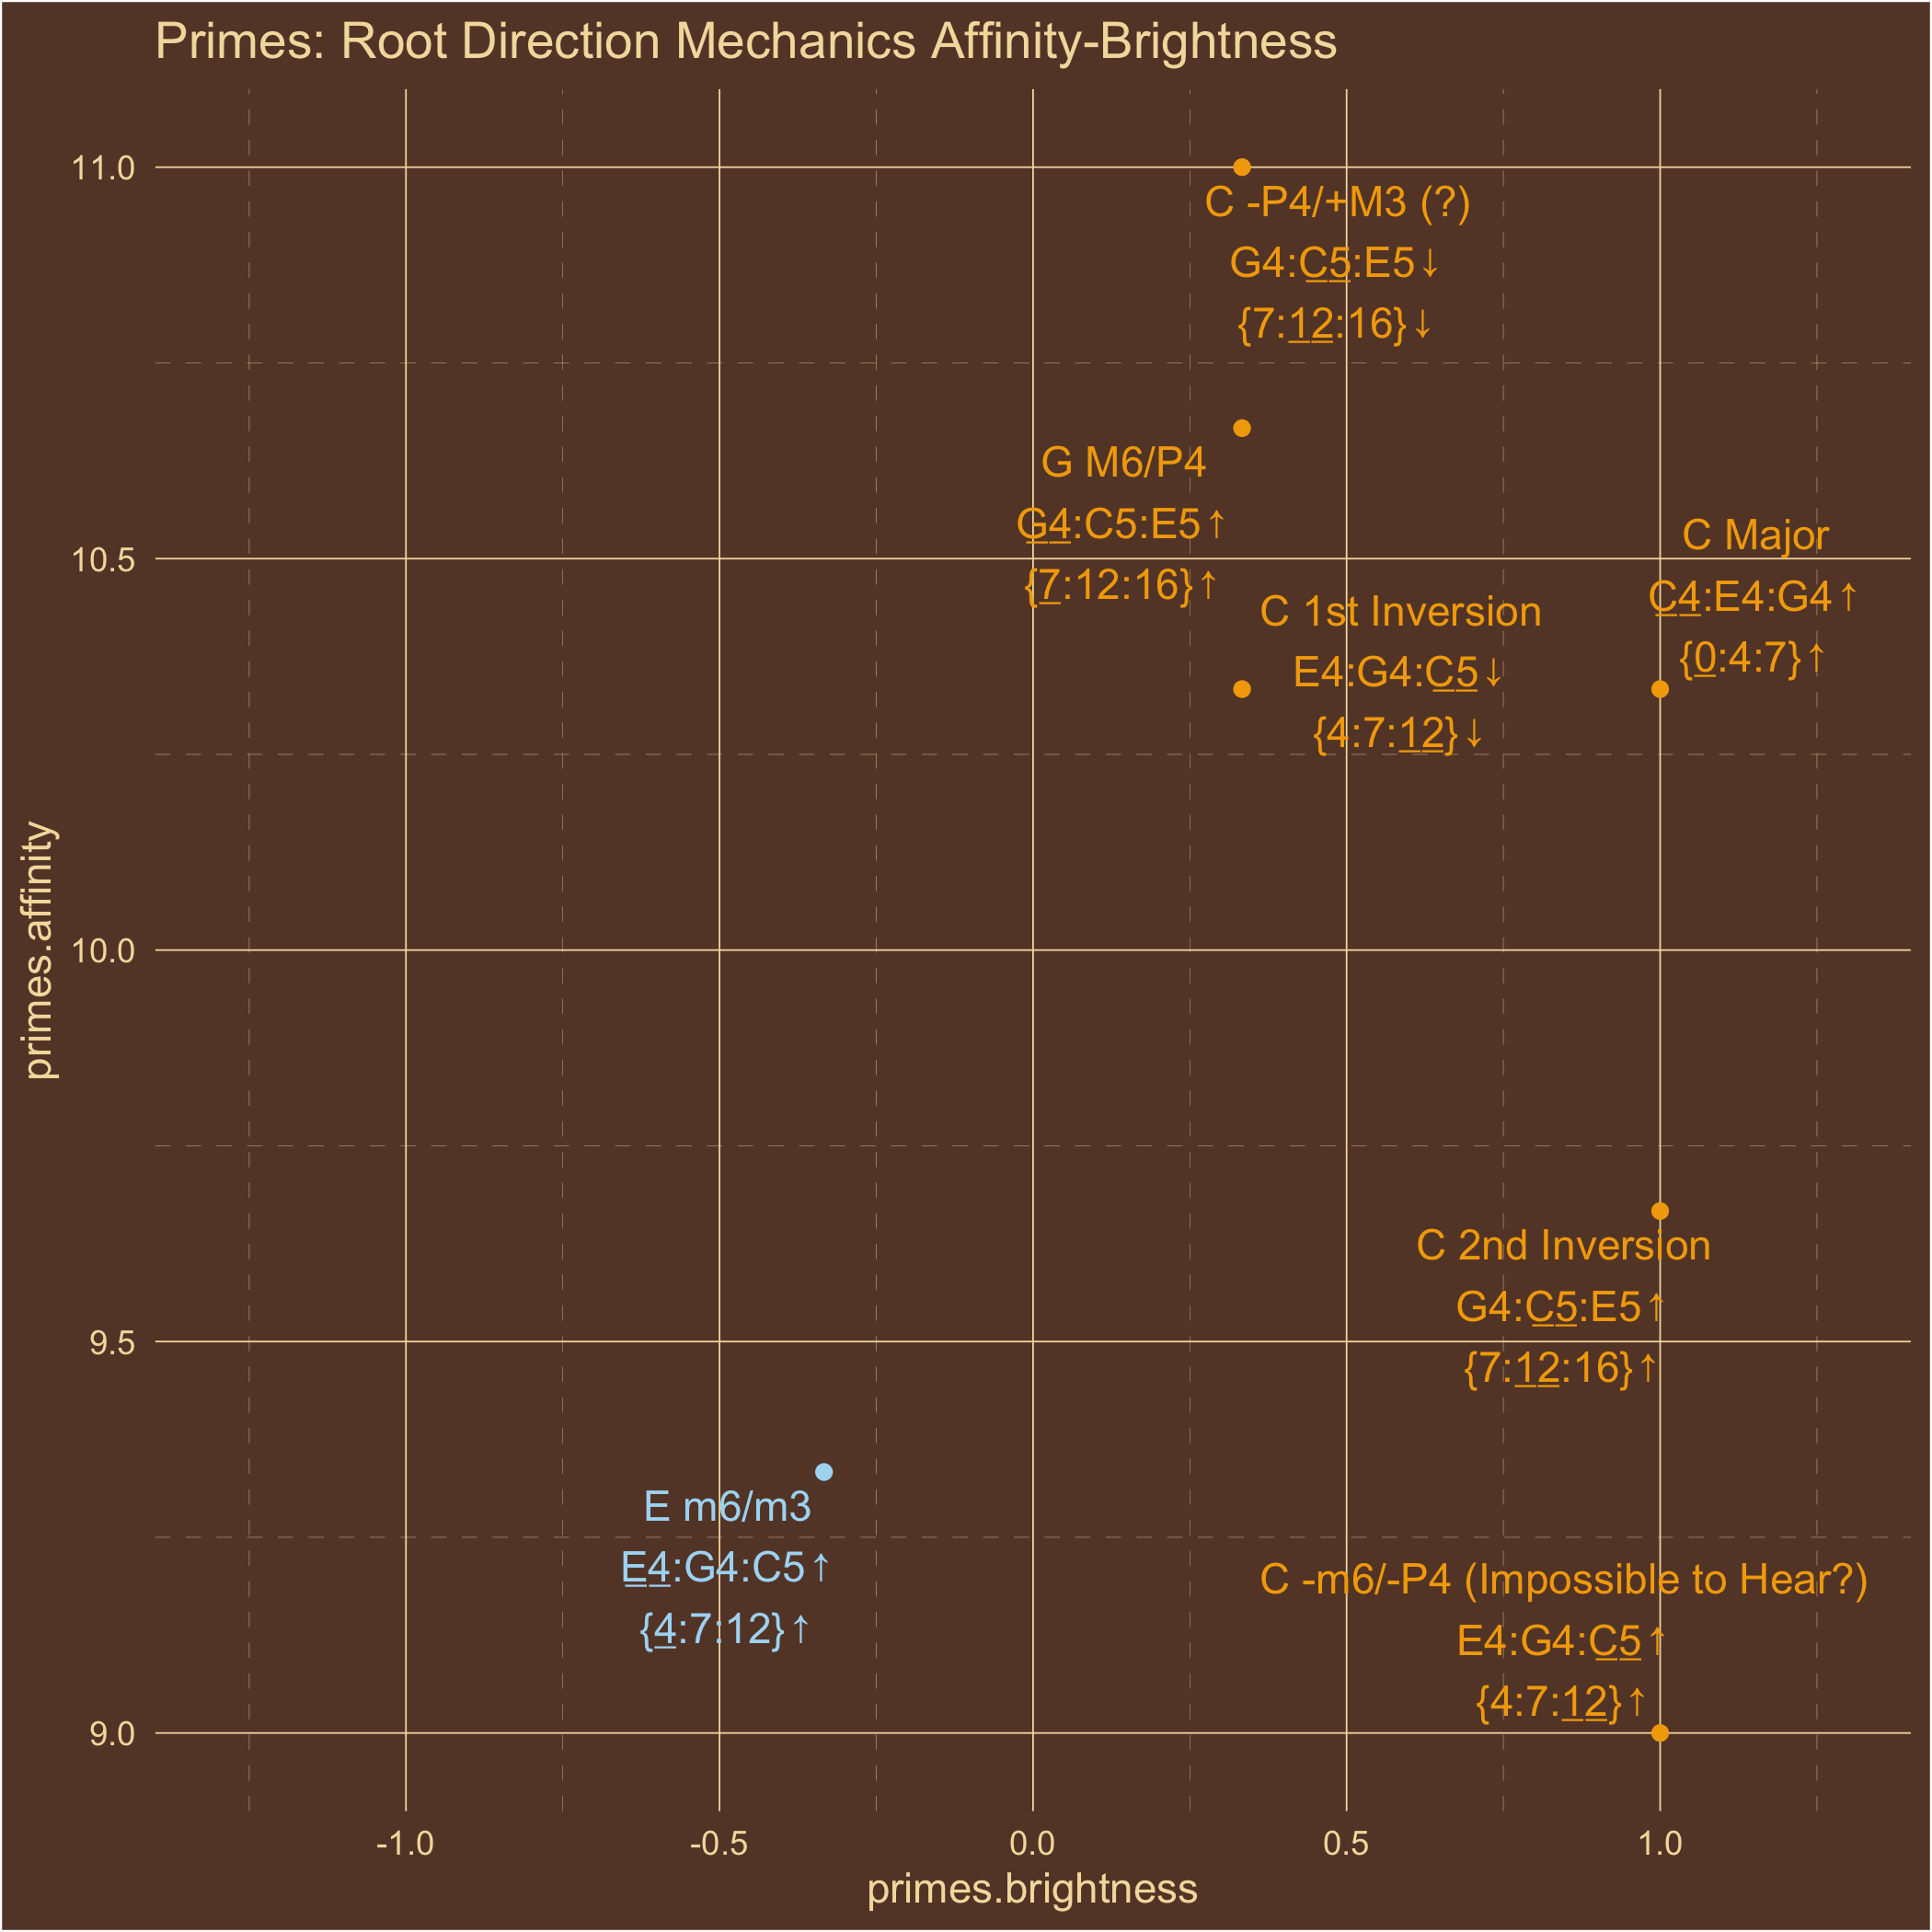 Primes: Root Direction Mechanics Affinity-Brightness
11.0
C -P4/+M3 (?)
G4:C5:E5↓
{7:12:16}↓
G M6/P4
G4:C5:E5↑
{7:12:16}↑
10.5
C Major
C4:E4:G4↑
{0:4:7}↑
C 1st Inversion
E4:G4:C5↓
{4:7:12}↓
primes.affinity
10.0
C 2nd Inversion
G4:C5:E5↑
{7:12:16}↑
9.5
E m6/m3
E4:G4:C5↑
{4:7:12}↑
C -m6/-P4 (Impossible to Hear?)
E4:G4:C5↑
{4:7:12}↑
9.0
-1.0 -0.5 0.0 0.5 1.0
primes.brightness